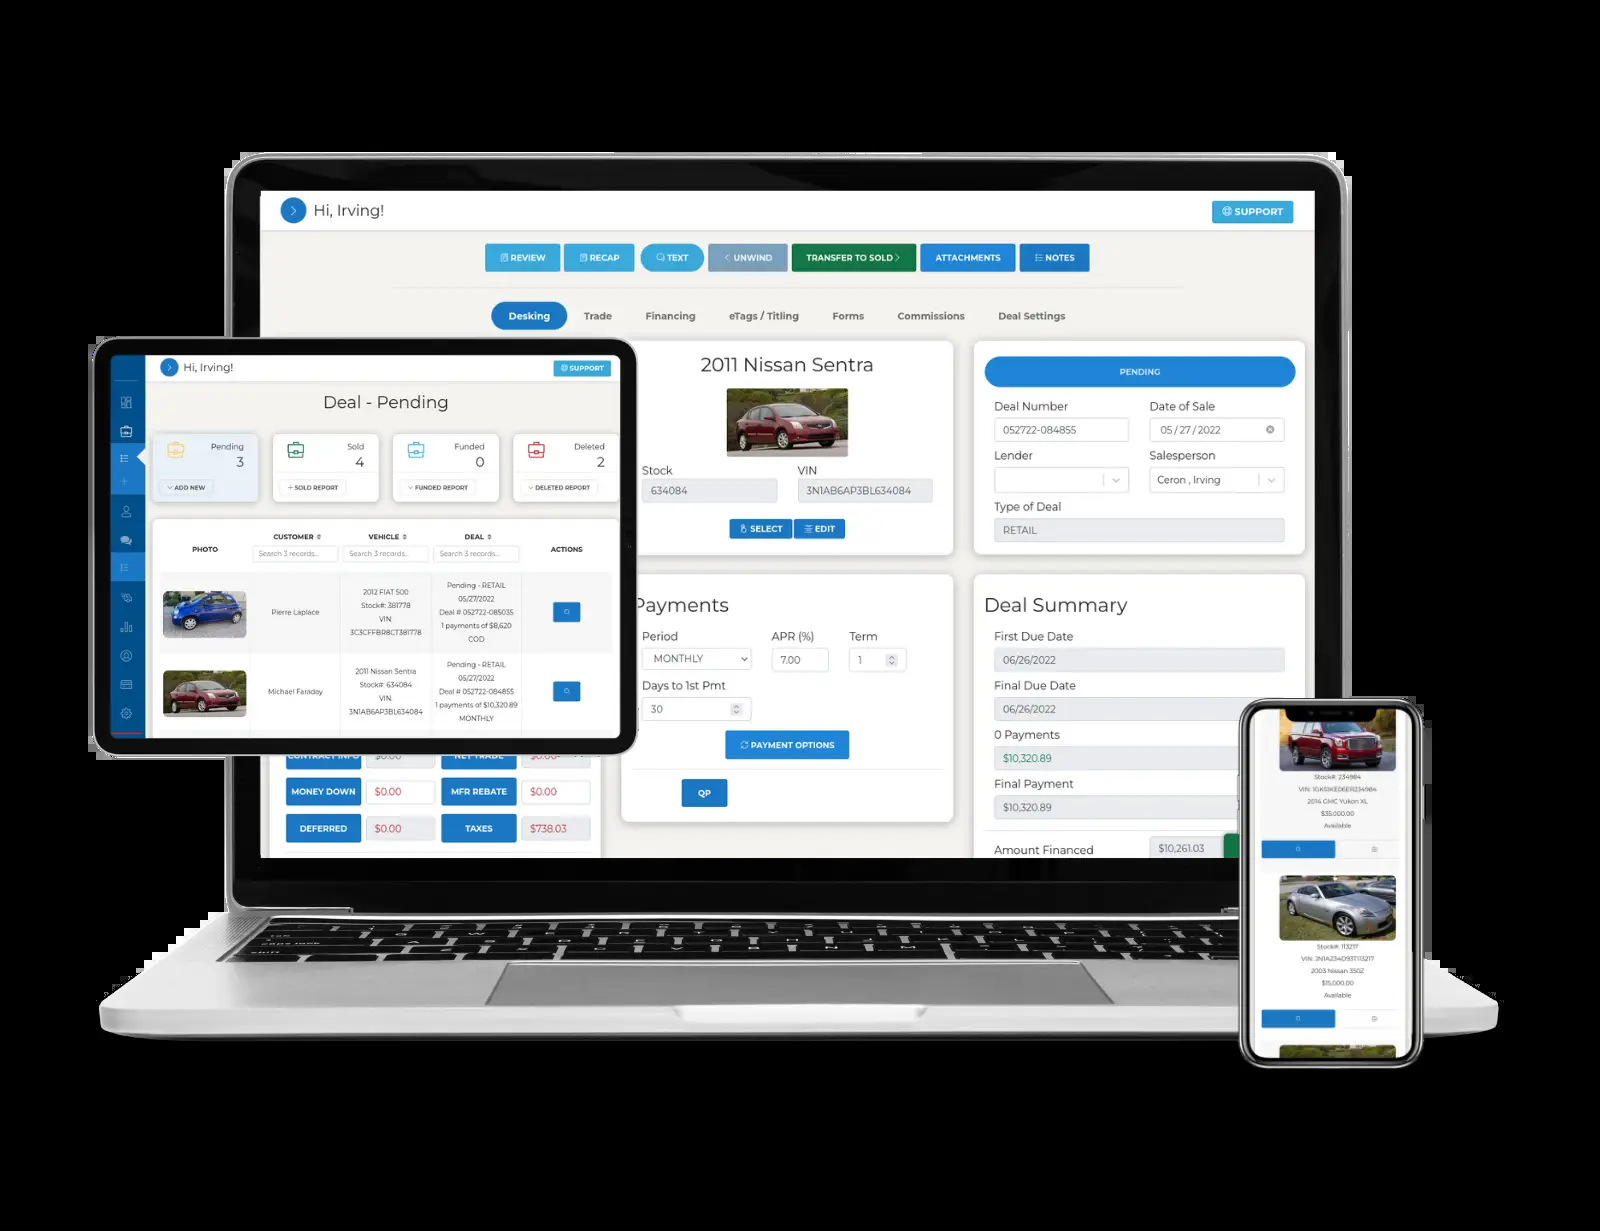 Hi, Irving!
SUPPORT
REVIEW
RECAP
TEXT
UNWIND
TRANSFER TO SOLD
ATTACHMENTS
NOTES
Desking
Trade
Financing
eTags / Titling
Forms
Commissions
Deal Settings
2011 Nissan Sentra
Stock
VIN
634084
3N1AB6AP3BL634084
SELECT
EDIT
PENDING
Deal Number
Date of Sale
052722-084855
05 / 27 / 2022
Lender
Salesperson
Ceron , Irving
Type of Deal
RETAIL
Payments
Period
APR (%)
Term
MONTHLY
7.00
1
Days to 1st Pmt
30
PAYMENT OPTIONS
QP
Deal Summary
First Due Date
06/26/2022
Final Due Date
06/26/2022
0 Payments
$10,320.89
Final Payment
$10,320.89
Amount Financed
$10,261.03
CONTRACT INFO
$0.00
NET TRADE
$0.00
MONEY DOWN
$0.00
MFR REBATE
$0.00
DEFERRED
$0.00
TAXES
$738.03
Hi, Irving!
SUPPORT
Deal - Pending
Pending
3
ADD NEW
Sold
4
SOLD REPORT
Funded
0
FUNDED REPORT
Deleted
2
DELETED REPORT
PHOTO
CUSTOMER
VEHICLE
DEAL
ACTIONS
Search 3 records...
Search 3 records...
Search 3 records...
Pierre Laplace
2012 FIAT 500
Stock#: 381778
VIN
3C3CFFBR8CT381778
Pending - RETAIL
05/27/2022
Deal # 052722-085035
1 payments of $8,620
COD
Michael Faraday
2011 Nissan Sentra
Stock#: 634084
VIN
3N1AB6AP3BL634084
Pending - RETAIL
05/27/2022
Deal # 052722-084855
1 payments of $10,320.89
MONTHLY
Stock#: 234984
VIN: 1GKS1KE06ER234984
2014 GMC Yukon XL
$35,000.00
Available
Stock#: 113217
VIN: JN1AZ34D93T113217
2003 Nissan 350Z
$15,000.00
Available